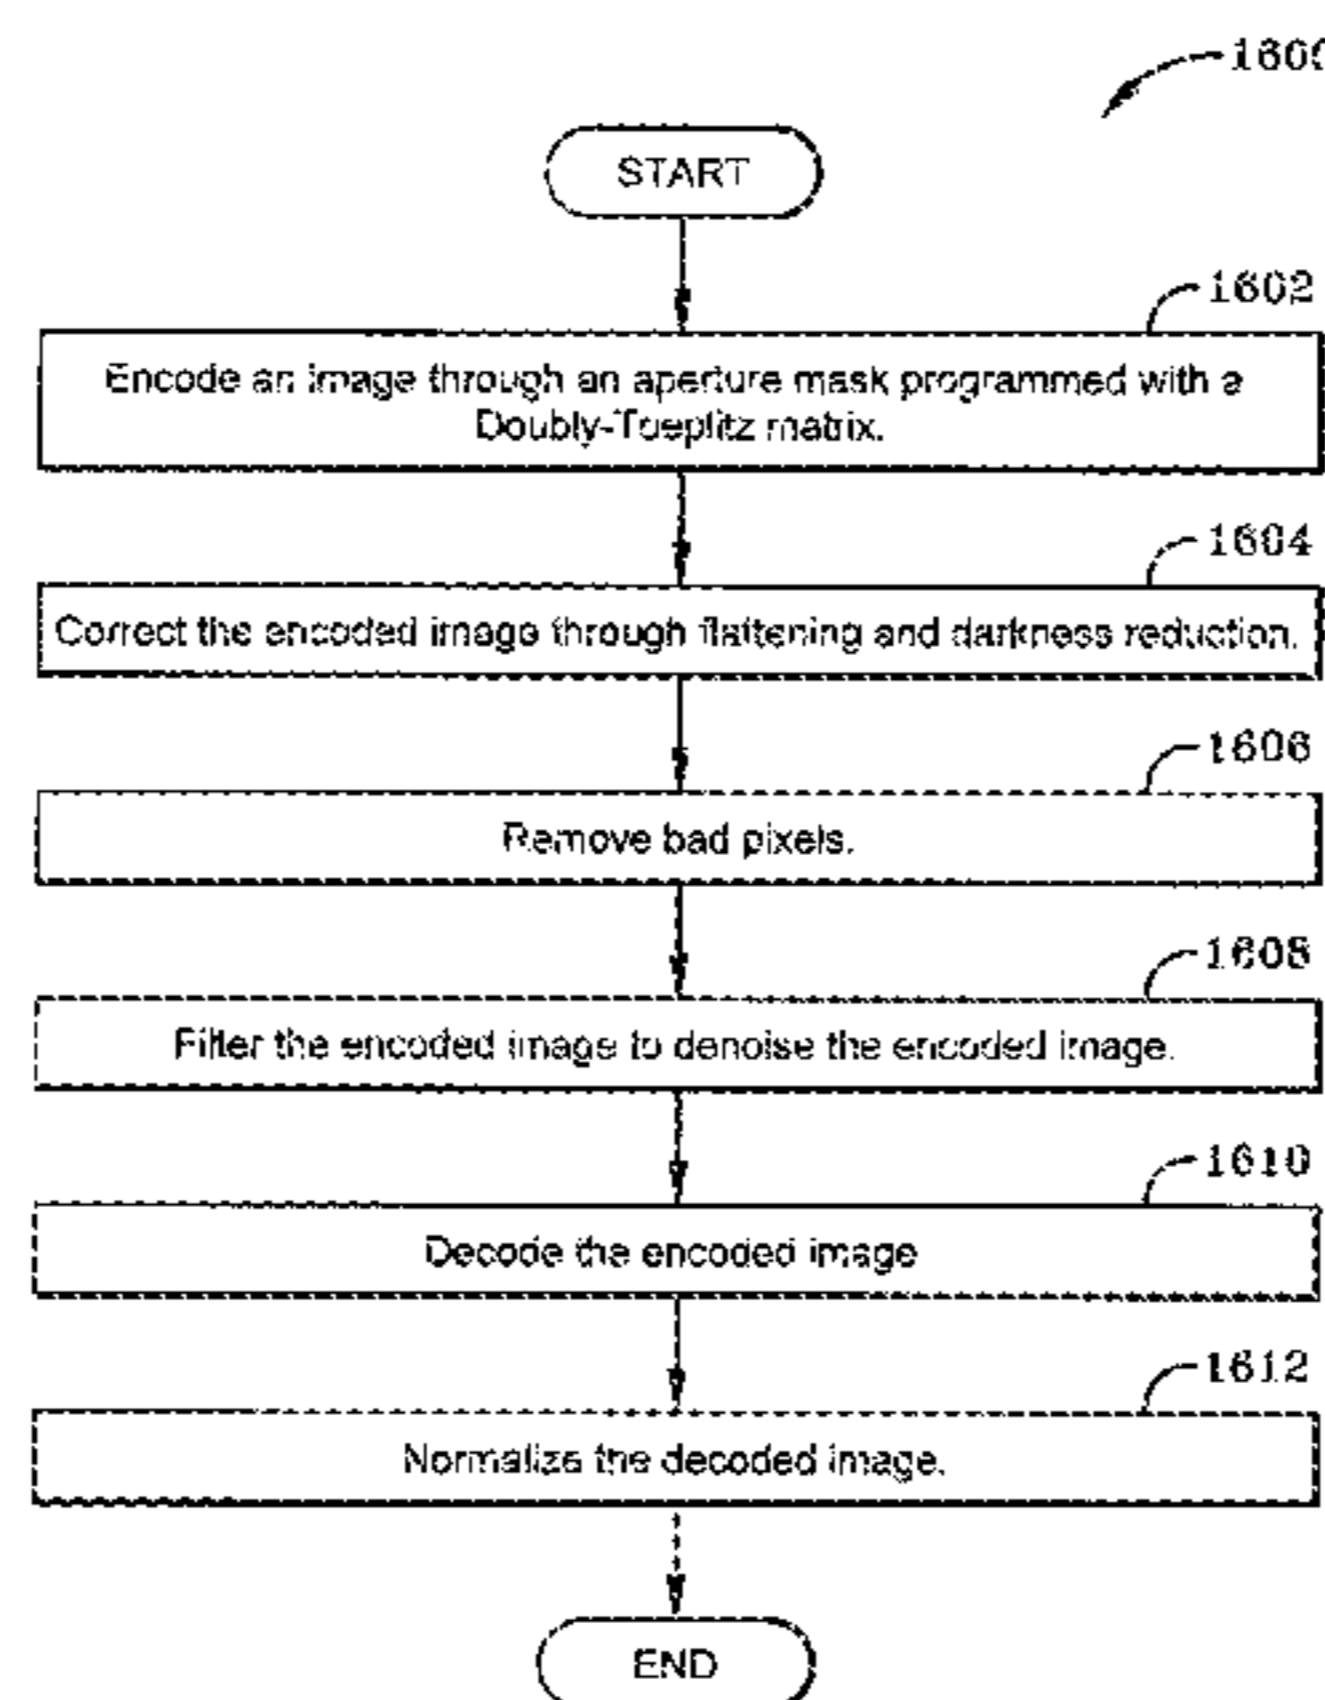 1600
START
1602
Encode an image through an aperture mask programmed with a
Doubly-Toeplitz matrix.
1604
Correct the encoded image through flattening and darkness reduction.
1606
Remove bad pixels.
1608
Filter the encoded image to denoise the encoded image.
1610
Decode the encoded image
1612
Normalize the decoded image.
END